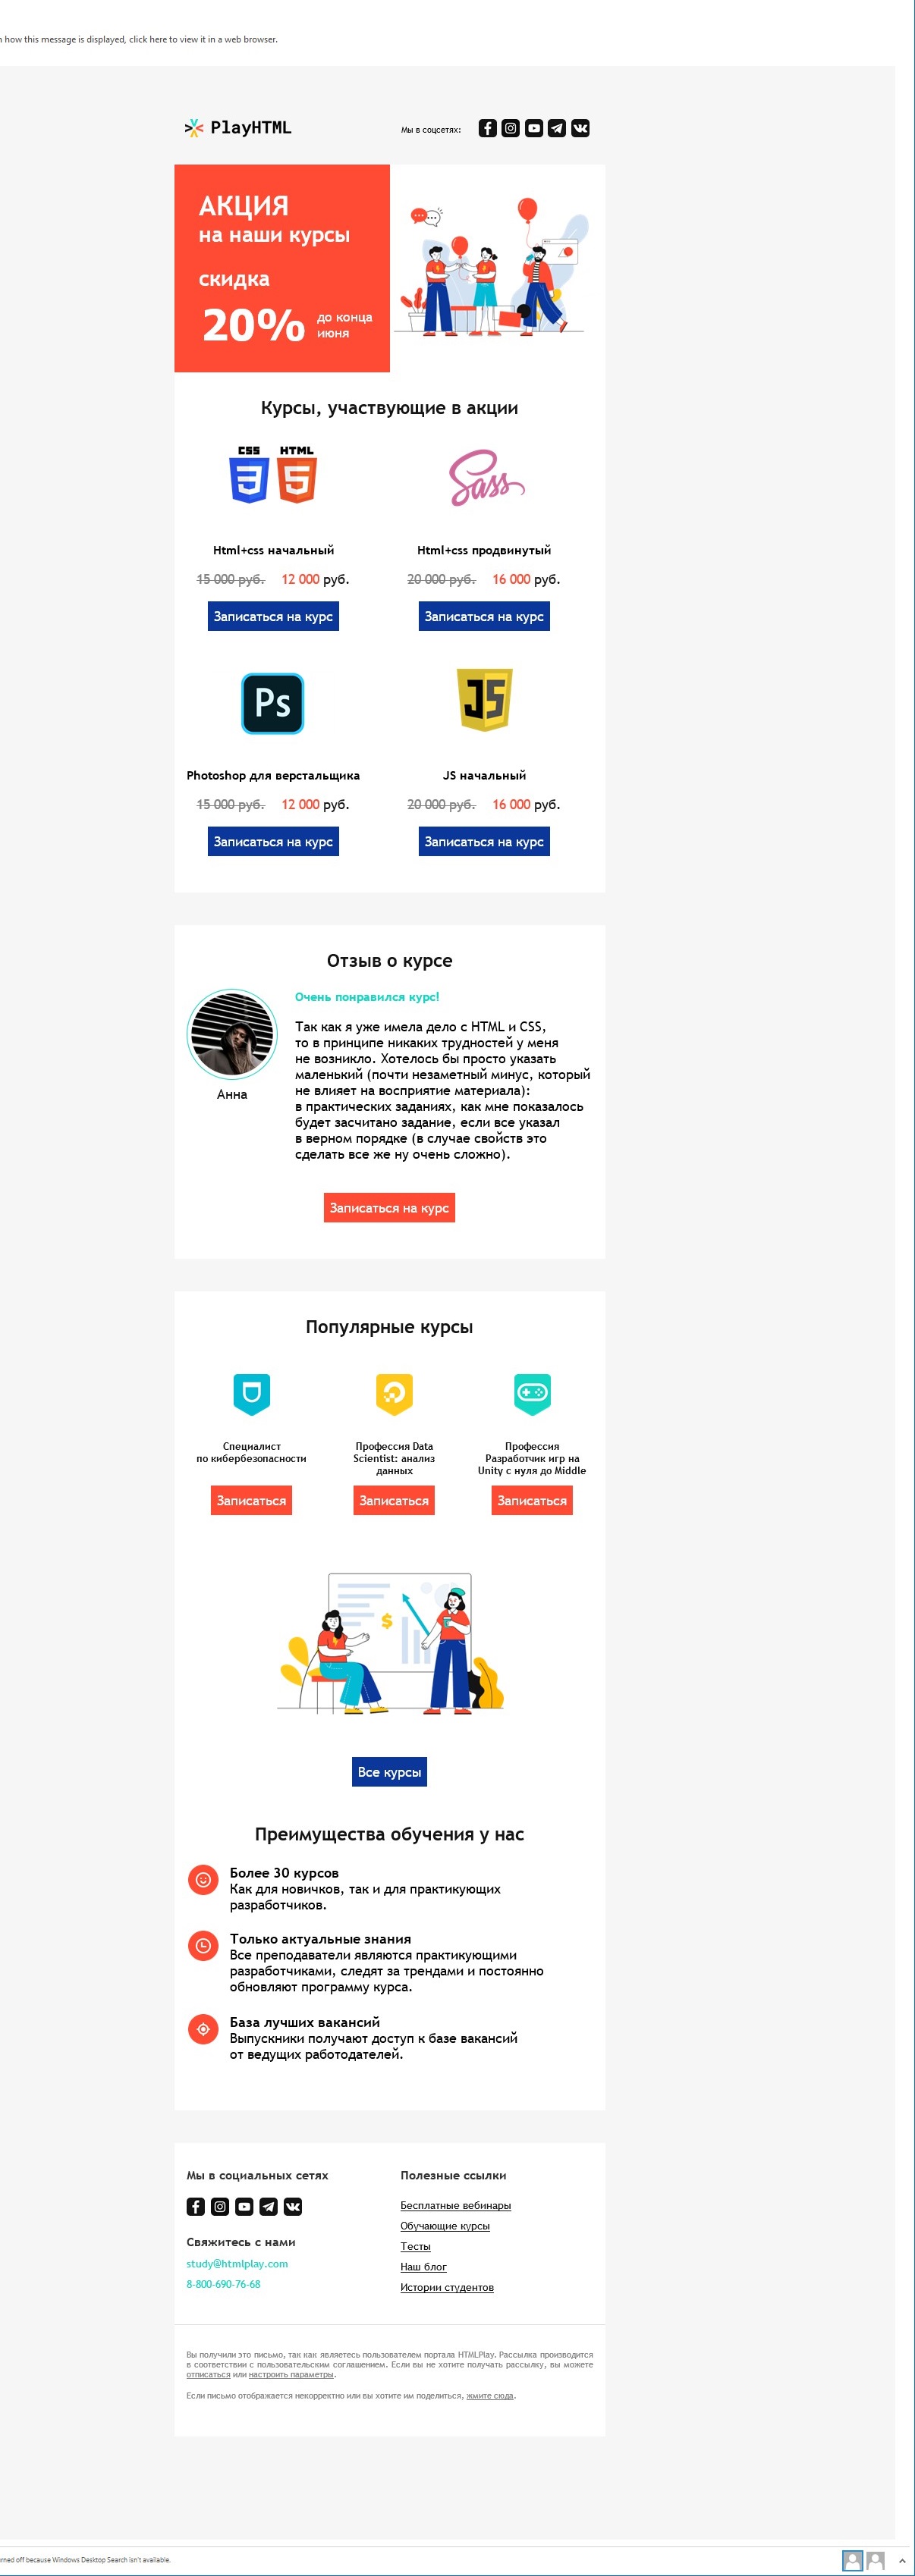 how this message is displayed, click here to view it in a web browser.
PlayHTML
Мы в соцсетях:
АКЦИЯ
на наши курсы
скидка
20% до конца
июня
Курсы, участвующие в акции
CSS HTML
3 5
Sass
Html+css начальный
15 000 руб. 12 000 руб.
Записаться на курс
Html+css продвинутый
20 000 руб. 16 000 руб.
Записаться на курс
Ps
JS
Photoshop для верстальщика
15 000 руб. 12 000 руб.
Записаться на курс
JS начальный
20 000 руб. 16 000 руб.
Записаться на курс
Отзыв о курсе
Анна
Очень понравился курс!
Так как я уже имела дело с HTML и CSS,
то в принципе никаких трудностей у меня
не возникло. Хотелось бы просто указать
маленький (почти незаметный минус, который
не влияет на восприятие материала):
в практических заданиях, как мне показалось
будет засчитано задание, если все указал
в верном порядке (в случае свойств это
сделать все же ну очень сложно).
Записаться на курс
Популярные курсы
Специалист
по кибербезопасности
Записаться
Профессия Data
Scientist: анализ
данных
Записаться
Профессия
Разработчик игр на
Unity с нуля до Middle
Записаться
$
Все курсы
Преимущества обучения у нас
Более 30 курсов
Как для новичков, так и для практикующих
разработчиков.
Только актуальные знания
Все преподаватели являются практикующими
разработчиками, следят за трендами и постоянно
обновляют программу курса.
База лучших вакансий
Выпускники получают доступ к базе вакансий
от ведущих работодателей.
Мы в социальных сетях
Свяжитесь с нами
study@htmlplay.com
8-800-690-76-68
Полезные ссылки
Бесплатные вебинары
Обучающие курсы
Тесты
Наш блог
Истории студентов
Вы получили это письмо, так как являетесь пользователем портала HTMLPlay. Рассылка производится
в соответствии с пользовательским соглашением. Если вы не хотите получать рассылку, вы можете
отписаться или настроить параметры.
Если письмо отображается некорректно или вы хотите им поделиться, жмите сюда.
off because Windows Desktop Search isn't available.